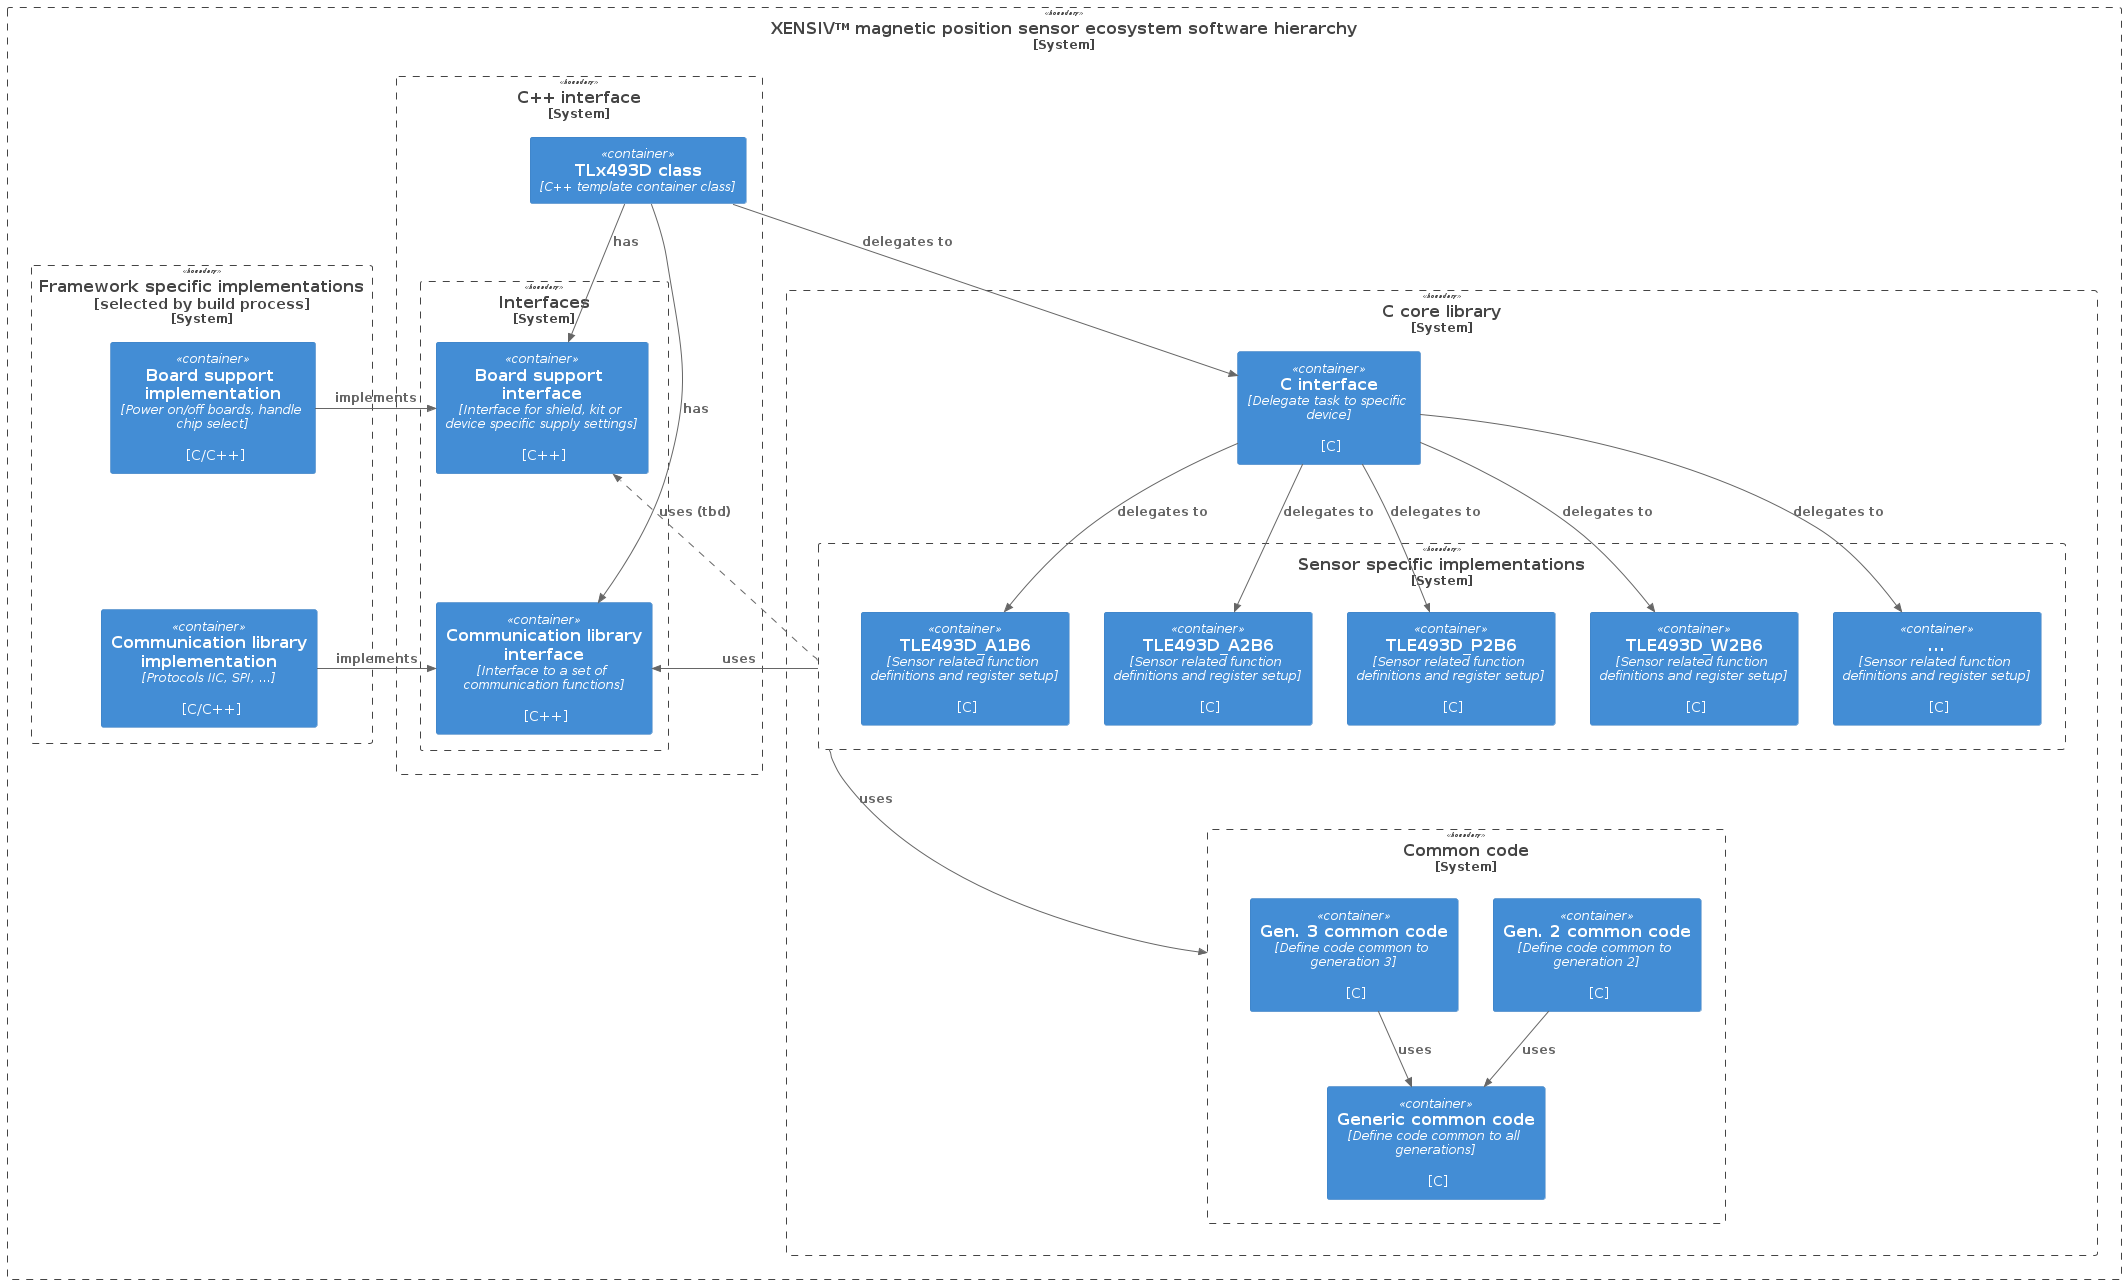 «boundary»
XENSIV™ magnetic position sensor ecosystem software hierarchy
[System]
«boundary»
C++ interface
[System]
«container»
TLx493D class
[C++ template container class]
has
has
delegates to
«boundary»
Framework specific implementations
[selected by build process]
[System]
«container»
Board support
implementation
[Power on/off boards, handle
chip select]
[C/C++]
implements
«container»
Communication library
implementation
[Protocols IIC, SPI, ...]
[C/C++]
implements
«boundary»
Interfaces
[System]
«container»
Board support
interface
[Interface for shield, kit or
device specific supply settings]
[C++]
uses (tbd)
«container»
Communication library
interface
[Interface to a set of
communication functions]
[C++]
uses
«boundary»
C core library
[System]
«container»
C interface
[Delegate task to specific
device]
[C]
delegates to
delegates to
delegates to
delegates to
delegates to
«boundary»
Sensor specific implementations
[System]
«container»
TLE493D_A1B6
[Sensor related function
definitions and register setup]
[C]
«container»
TLE493D_A2B6
[Sensor related function
definitions and register setup]
[C]
«container»
TLE493D_P2B6
[Sensor related function
definitions and register setup]
[C]
«container»
TLE493D_W2B6
[Sensor related function
definitions and register setup]
[C]
«container»
...
[Sensor related function
definitions and register setup]
[C]
uses
«boundary»
Common code
[System]
«container»
Gen. 3 common code
[Define code common to
generation 3]
[C]
«container»
Gen. 2 common code
[Define code common to
generation 2]
[C]
uses
uses
«container»
Generic common code
[Define code common to all
generations]
[C]